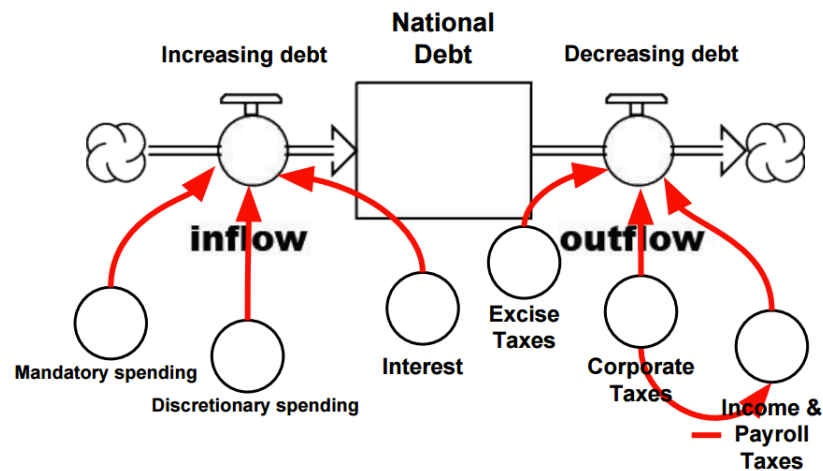 National
Debt
Increasing debt
Decreasing debt
inflow
outflow
Excise
Taxes
Mandatory spending
Discretionary spending
Interest
Corporate
Taxes
Income &
Payroll
Taxes